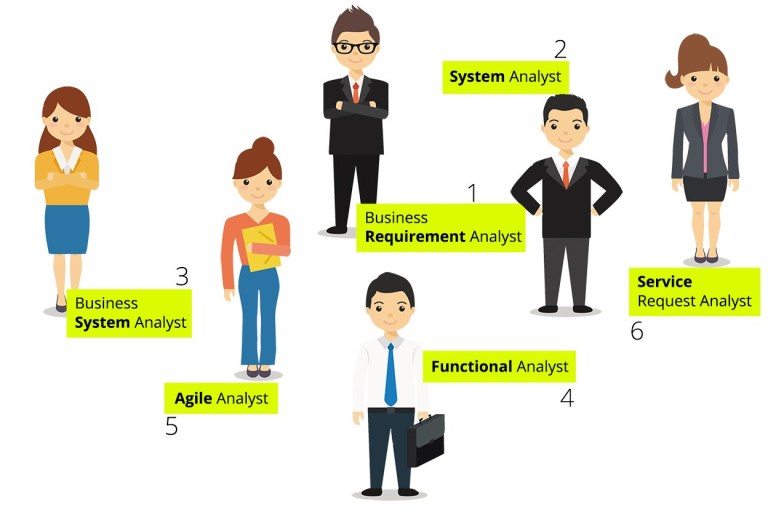 2
System Analyst
1
Business
Requirement Analyst
3
Business
System Analyst
Service
Request Analyst
6
Functional Analyst
4
Agile Analyst
5